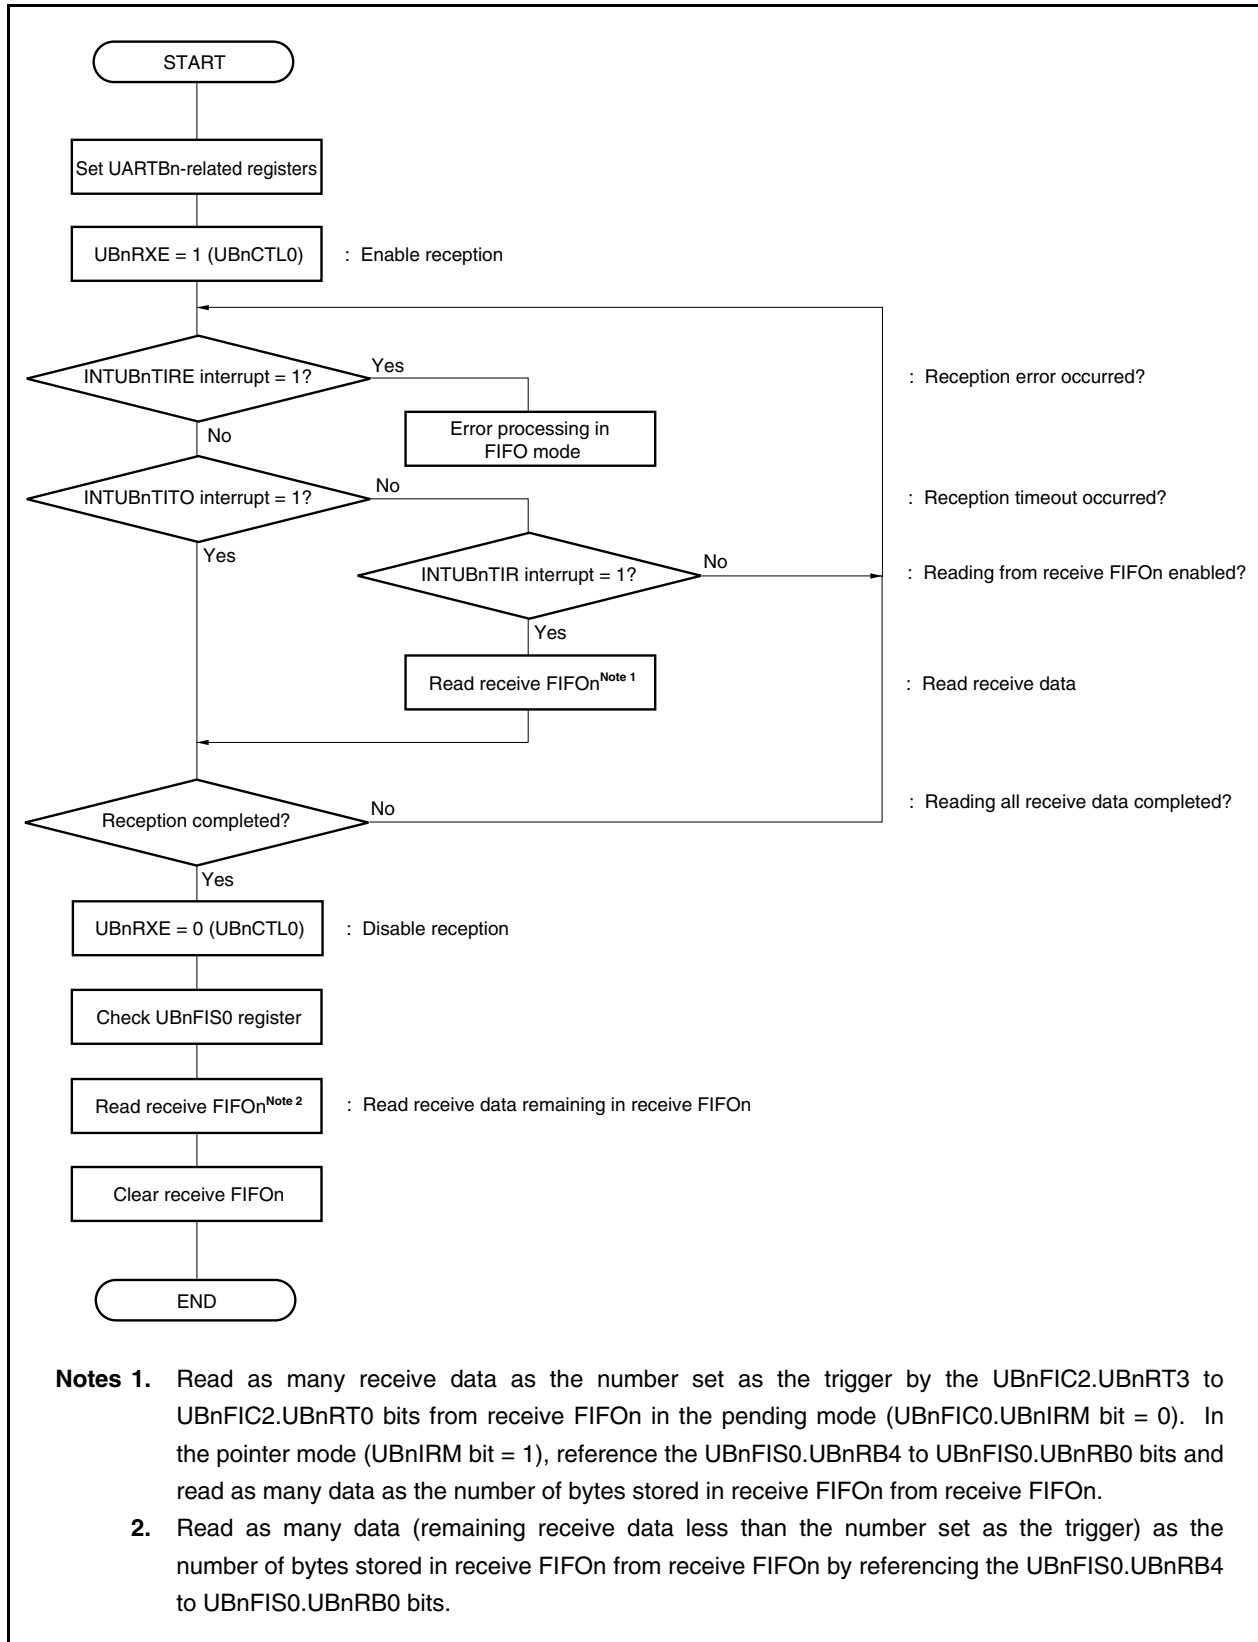 START
Set UARTBn-related registers
UBnRXE = 1 (UBnCTL0)
: Enable reception
INTUBnTIRE interrupt = 1?
Yes
: Reception error occurred?
Error processing in
FIFO mode
No
INTUBnTITO interrupt = 1?
No
: Reception timeout occurred?
Yes
INTUBnTIR interrupt = 1?
No
: Reading from receive FIFOn enabled?
Yes
Read receive FIFOnNote 1
: Read receive data
Reception completed?
No
: Reading all receive data completed?
Yes
UBnRXE = 0 (UBnCTL0)
: Disable reception
Check UBnFIS0 register
Read receive FIFOnNote 2
: Read receive data remaining in receive FIFOn
Clear receive FIFOn
END
Notes 1. Read as many receive data as the number set as the trigger by the UBnFIC2.UBnRT3 to
UBnFIC2.UBnRT0 bits from receive FIFOn in the pending mode (UBnFIC0.UBnIRM bit = 0). In
the pointer mode (UBnIRM bit = 1), reference the UBnFIS0.UBnRB4 to UBnFIS0.UBnRB0 bits and
read as many data as the number of bytes stored in receive FIFOn from receive FIFOn.
2. Read as many data (remaining receive data less than the number set as the trigger) as the
number of bytes stored in receive FIFOn from receive FIFOn by referencing the UBnFIS0.UBnRB4
to UBnFIS0.UBnRB0 bits.